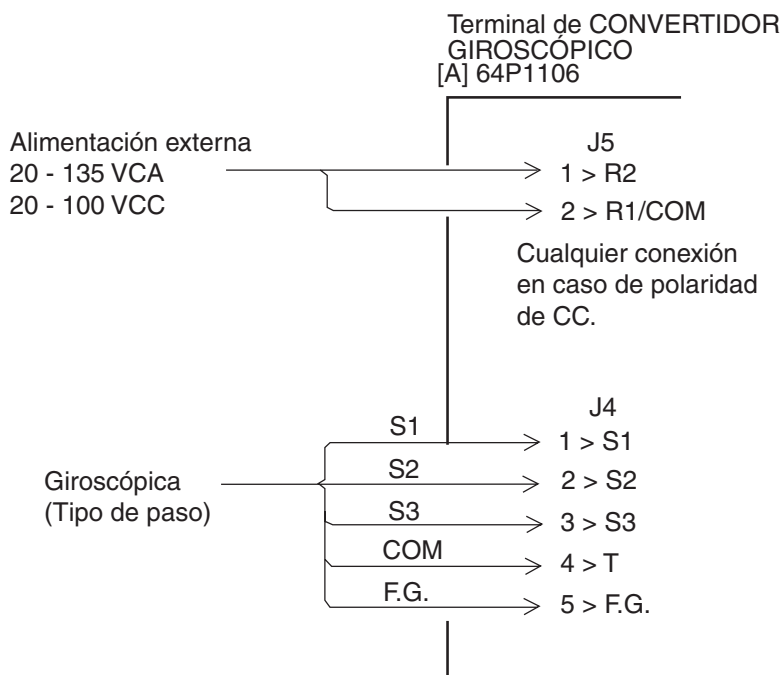 Terminal de CONVERTIDOR
GIROSCÓPICO
[A] 64P1106
Alimentación externa
20 - 135 VCA
20 - 100 VCC
J5
1 > R2
2 > R1/COM
Cualquier conexión
en caso de polaridad
de CC.
J4
S1
1 > S1
Giroscópica
(Tipo de paso)
S2
2 > S2
S3
3 > S3
COM
4 > T
F.G.
5 > F.G.